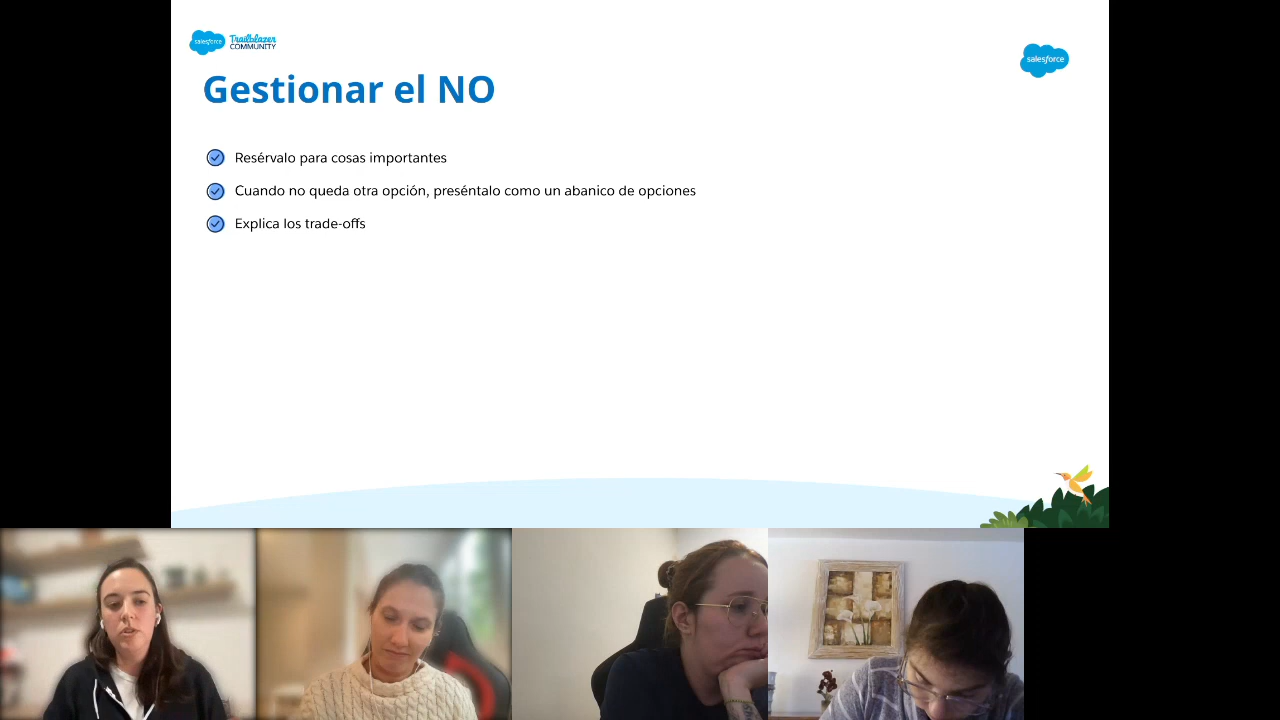 salesforce
Trailblazer
COMMUNITY
salesforce
Gestionar el NO
Resérvalo para cosas importantes
Cuando no queda otra opción, preséntalo como un abanico de opciones
Explica los trade-offs